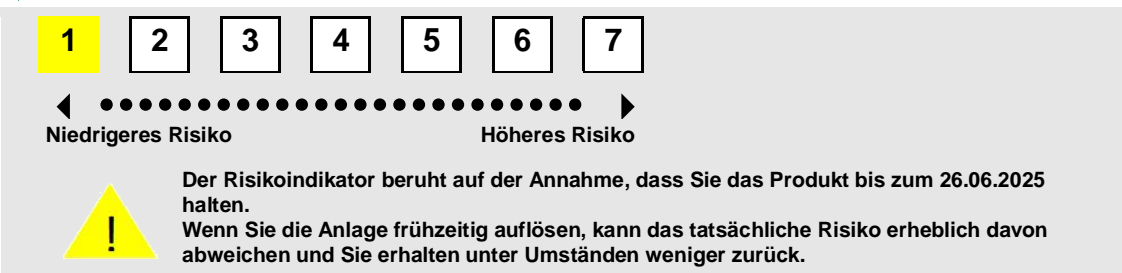 1 2 3 4 5 6 7
Niedrigeres Risiko Höheres Risiko
Der Risikoindikator beruht auf der Annahme, dass Sie das Produkt bis zum 26.06.2025
halten.
Wenn Sie die Anlage frühzeitig auflösen, kann das tatsächliche Risiko erheblich davon
abweichen und Sie erhalten unter Umständen weniger zurück.
!